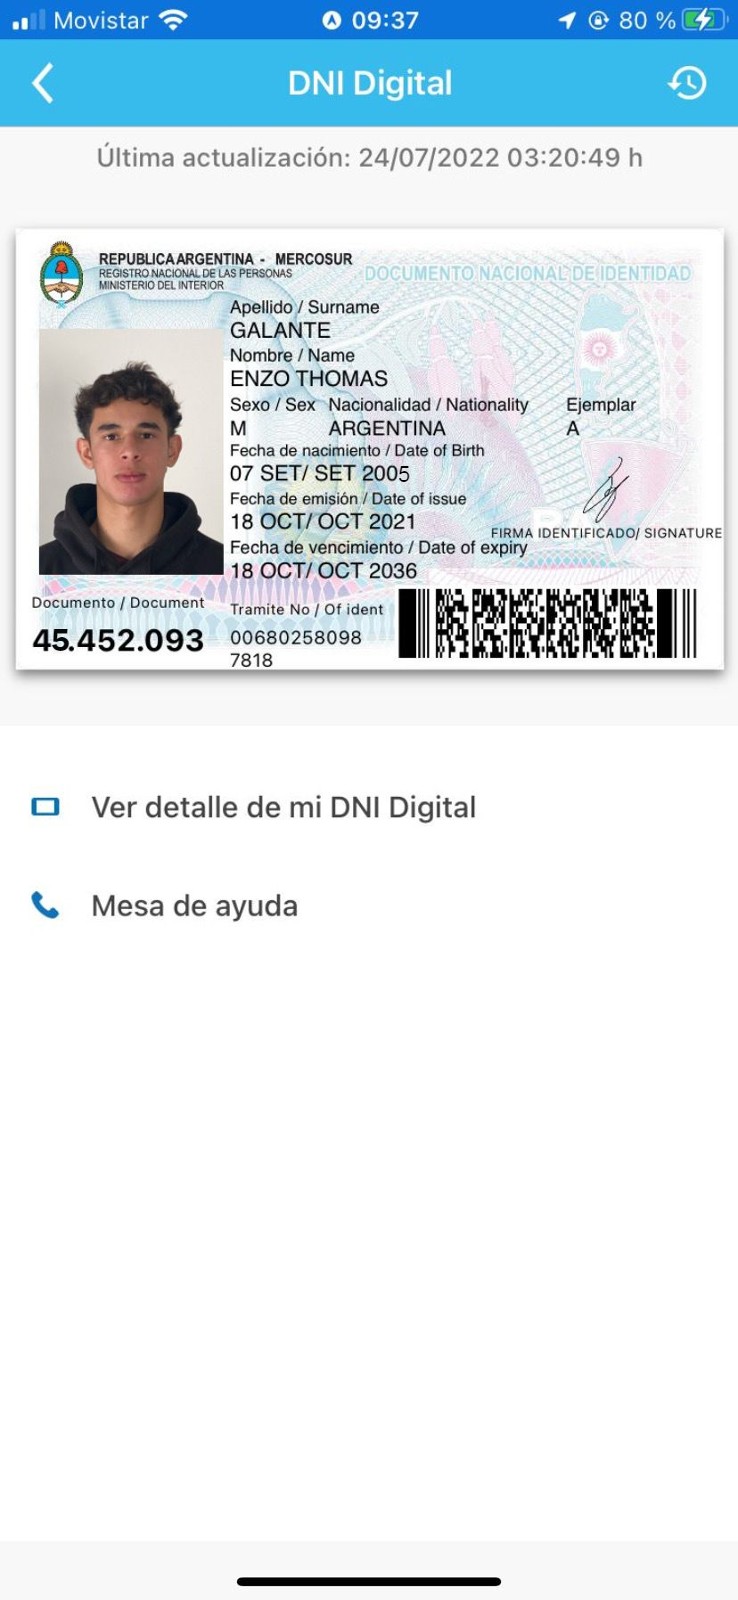 Movistar 09:37 80 %
DNI Digital
Última actualización: 24/07/2022 03:20:49 h
REPUBLICA ARGENTINA - MERCOSUR
REGISTRO NACIONAL DE LAS PERSONAS
MINISTERIO DEL INTERIOR
DOCUMENTO NACIONAL DE IDENTIDAD
Apellido / Surname
GALANTE
Nombre / Name
ENZO THOMAS
Sexo / Sex Nacionalidad / Nationality Ejemplar
M ARGENTINA A
Fecha de nacimiento / Date of Birth
07 SET/ SET 2005
Fecha de emisión / Date of issue
18 OCT/ OCT 2021
FIRMA IDENTIFICADO/ SIGNATURE
Fecha de vencimiento / Date of expiry
18 OCT/ OCT 2036
Documento / Document
45.452.093
Tramite No / Of ident
00680258098
7818
Ver detalle de mi DNI Digital
Mesa de ayuda